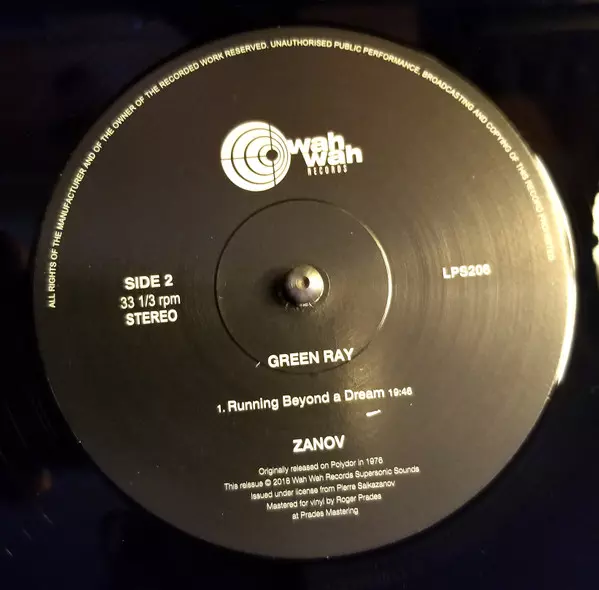 ALL RIGHTS OF THE MANUFACTURER AND OF THE OWNER OF THE RECORDED WORK RESERVED. UNAUTHORISED PUBLIC PERFORMANCE, BROADCASTING AND COPYING OF THIS RECORD PROHIBITED
wah
wah
RECORDS
SIDE 2
33 1/3 rpm
STEREO
LPS206
GREEN RAY
1. Running Beyond a Dream 19:46
ZANOV
Originally released on Polydor in 1976
This reissue © 2018 Wah Wah Records Supersonic Sounds
Issued under license from Pierre Salkazanov
Mastered for vinyl by Roger Prades
at Prades Mastering